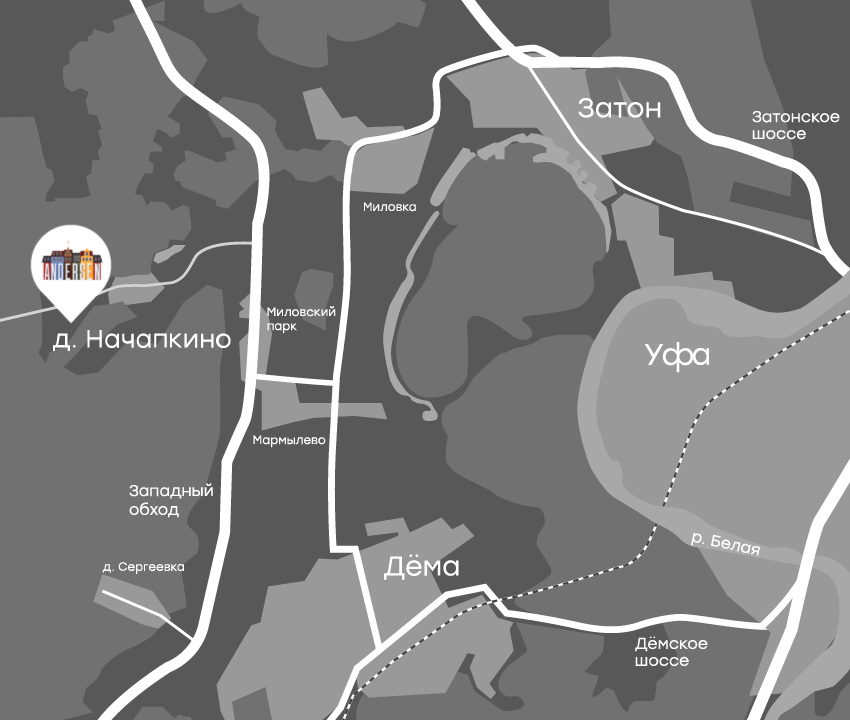 Затон
Затонское
шоссе
Миловка
ANDERSEN
Миловский
парк
д. Начапкино
Уфа
Мармылево
Западный
обход
р. Белая
Дёма
д. Сергеевка
Дёмское
шоссе